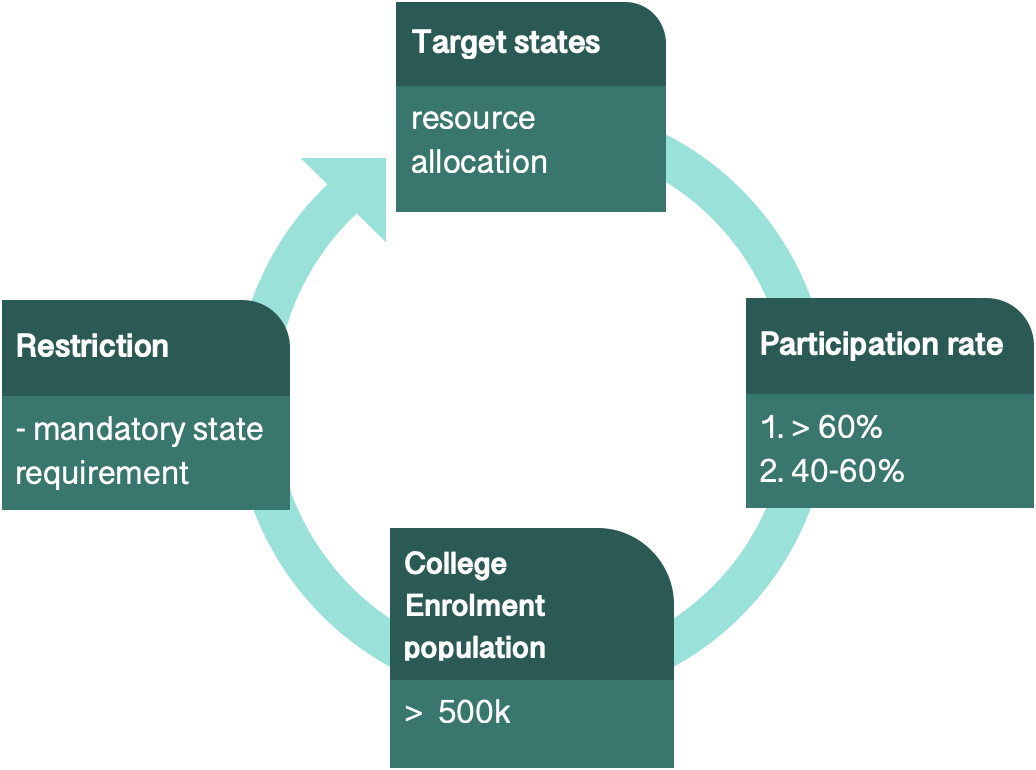 Target states
resource
allocation
Participation rate
1. > 60%
2. 40-60%
College
Enrolment
population
> 500k
Restriction
- mandatory state
requirement